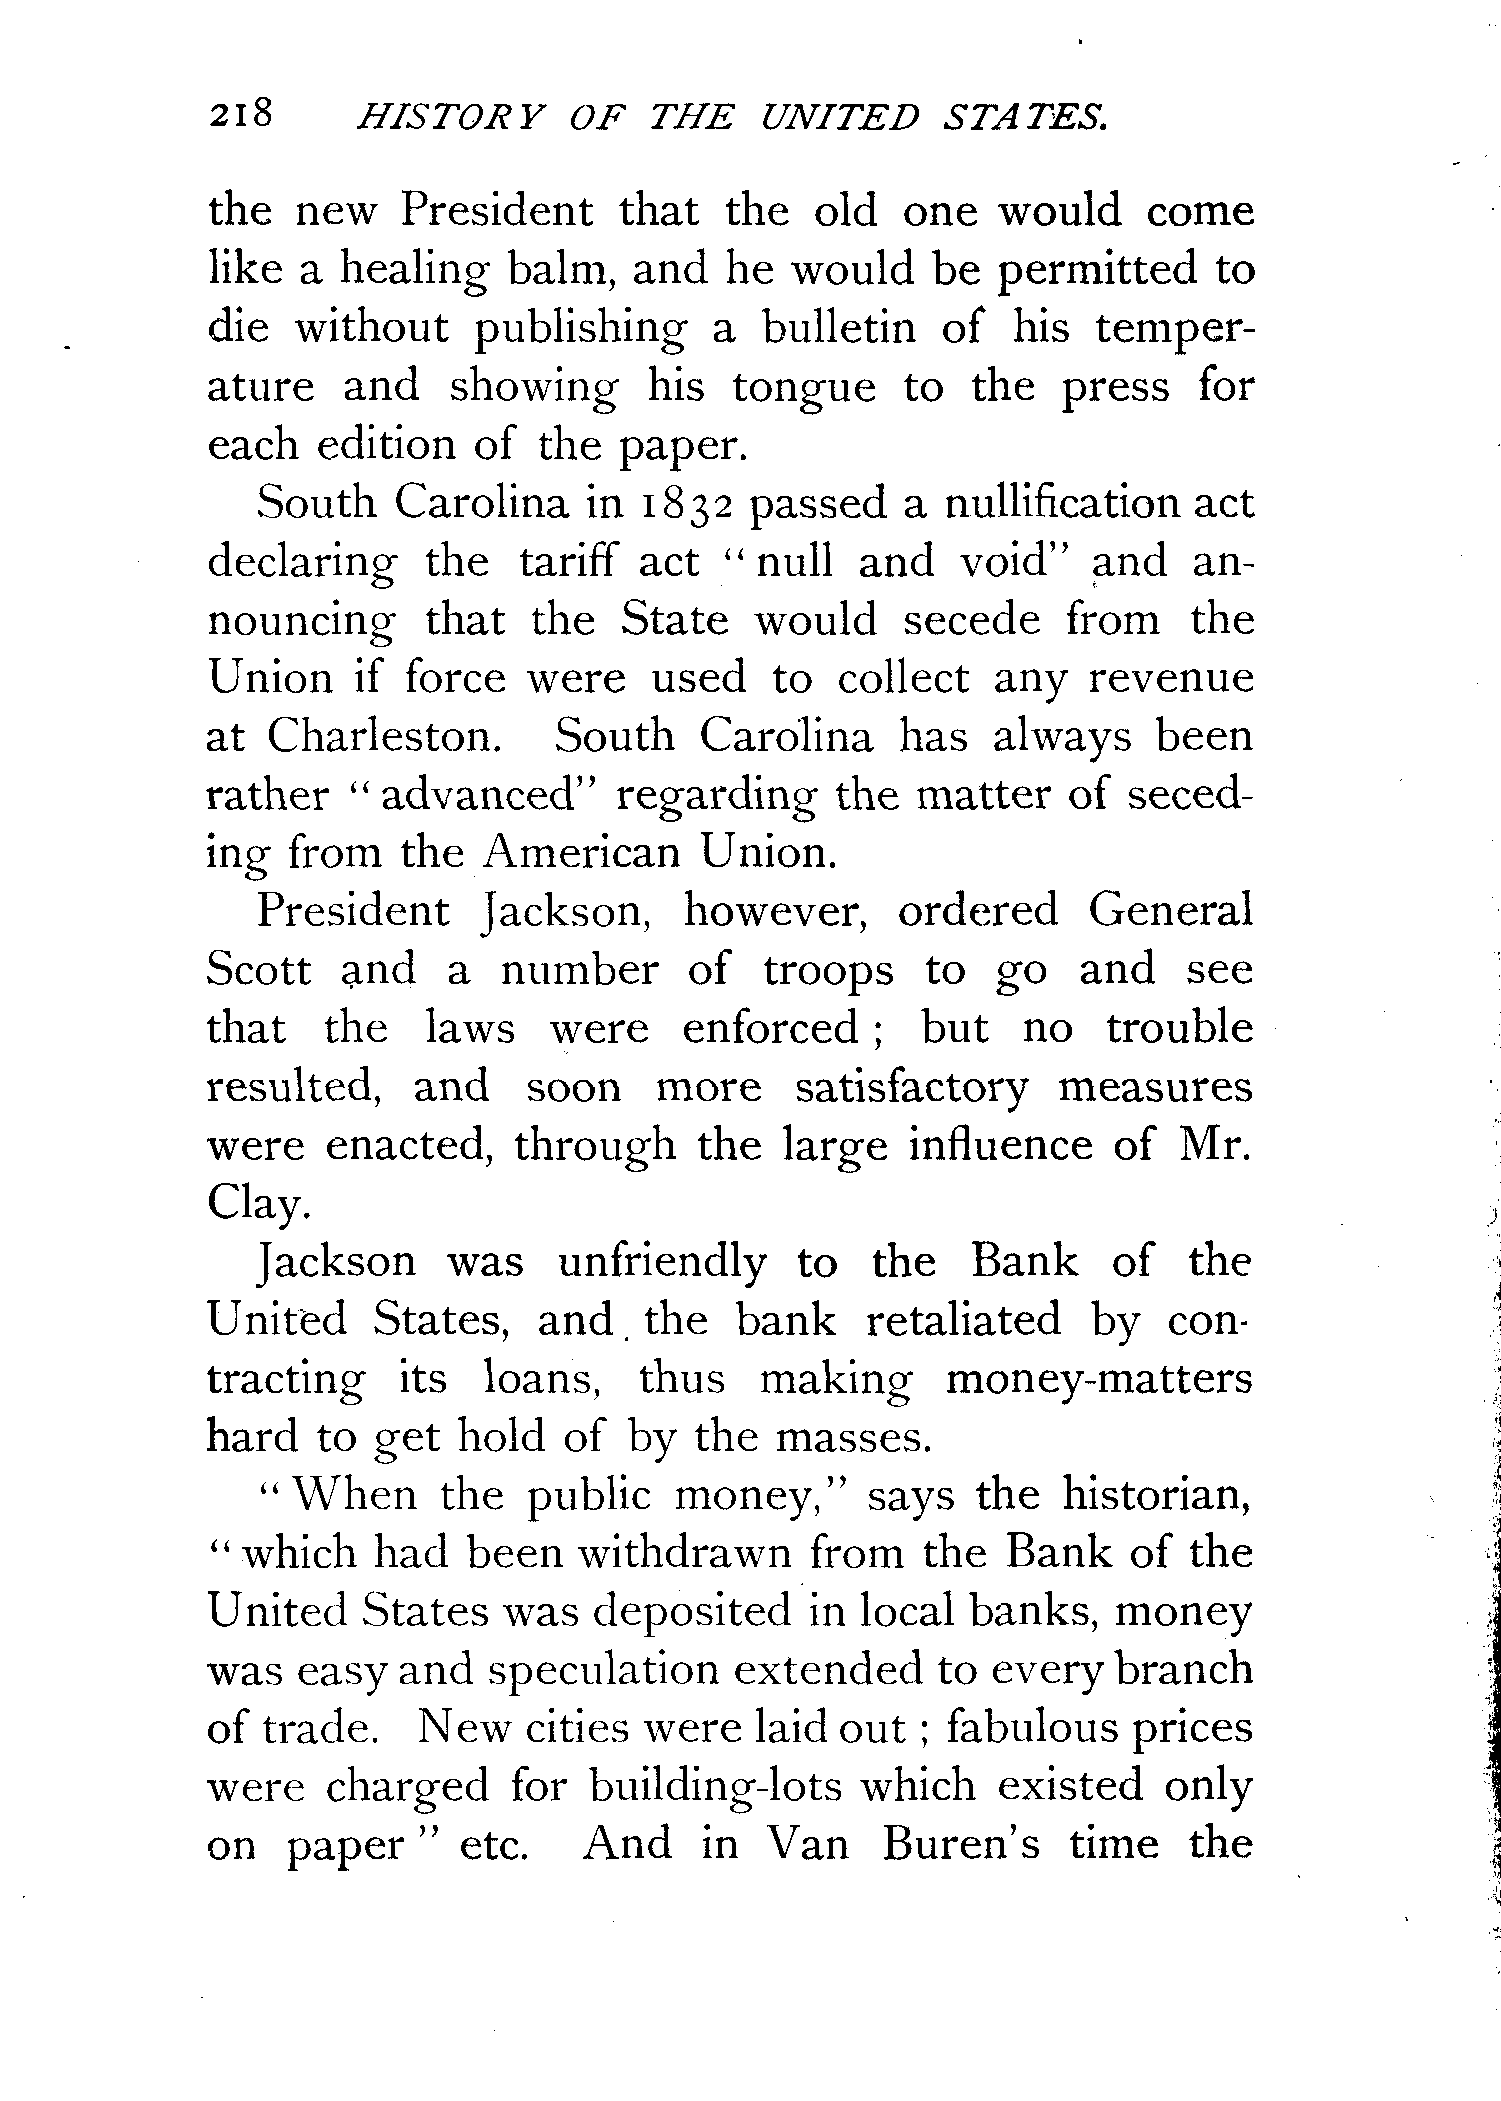 218 HISTORY OF THE UNITED STATES.
the new President that the old one would come
like a healing balm, and he would be permitted to
die without publishing a bulletin of his temper-
ature and showing his tongue to the press for
each edition of the paper.
South Carolina in 1832 passed a nullification act
declaring the tariff act “ null and void” and an-
nouncing that the State would secede from the
Union if force were used to collect any revenue
at Charleston. South Carolina has always been
rather “ advanced” regarding the matter of seced-
ing from the American Union.
President Jackson, however, ordered General
Scott and a number of troops to go and see
that the laws were enforced ; but no trouble
resulted, and soon more satisfactory measures
were enacted, through the large influence of Mr.
Clay.
Jackson was unfriendly to the Bank of the
United States, and the bank retaliated by con-
tracting its loans, thus making money-matters
hard to get hold of by the masses.
“ When the public money,” says the historian,
“ which had been withdrawn from the Bank of the
United States was deposited in local banks, money
was easy and speculation extended to every branch
of trade. New cities were laid out ; fabulous prices
were charged for building-lots which existed only
on paper ” etc. And in Van Buren's time the